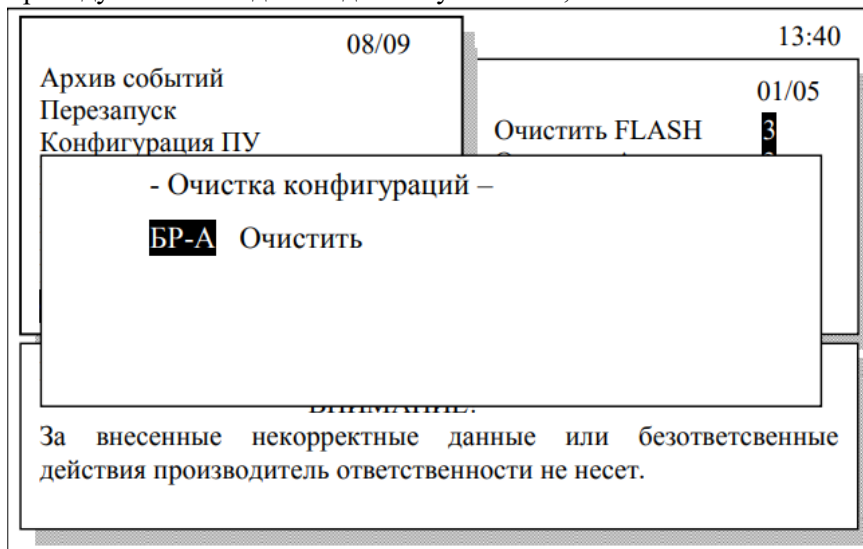 08/09
13:40
Архив событий
Перезапуск
Конфигурация ПУ
01/05
Очистить FLASH 3
- Очистка конфигураций –
БР-А Очистить
ВНИМАНИЕ!
За внесенные некорректные данные или безответсвенные
действия производитель ответственности не несет.